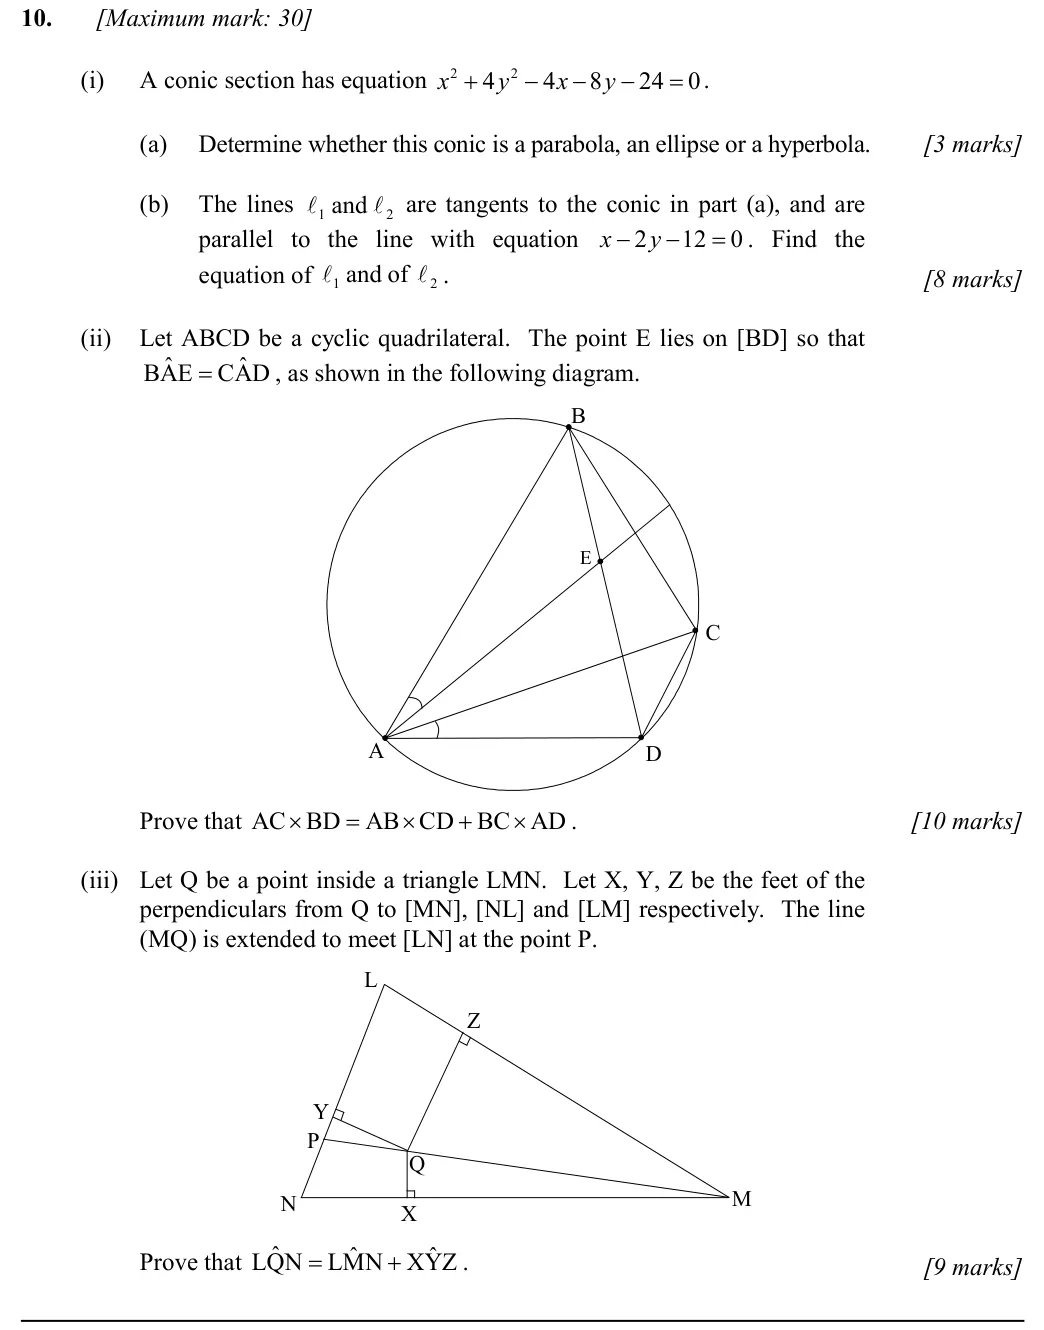 10. [Maximum mark: 30]
(i) A conic section has equation x² + 4y² − 4x − 8y − 24 = 0.
(a) Determine whether this conic is a parabola, an ellipse or a hyperbola. [3 marks]
(b) The lines ℓ₁ and ℓ₂ are tangents to the conic in part (a), and are
parallel to the line with equation x − 2y − 12 = 0. Find the
equation of ℓ₁ and of ℓ₂. [8 marks]
(ii) Let ABCD be a cyclic quadrilateral. The point E lies on [BD] so that
BÂE = CÂD, as shown in the following diagram.
B
E
C
A
D
Prove that AC × BD = AB × CD + BC × AD. [10 marks]
(iii) Let Q be a point inside a triangle LMN. Let X, Y, Z be the feet of the
perpendiculars from Q to [MN], [NL] and [LM] respectively. The line
(MQ) is extended to meet [LN] at the point P.
L
Z
Y
P
Q
N
X
M
Prove that LQ̂N = LM̂N + XŶZ. [9 marks]